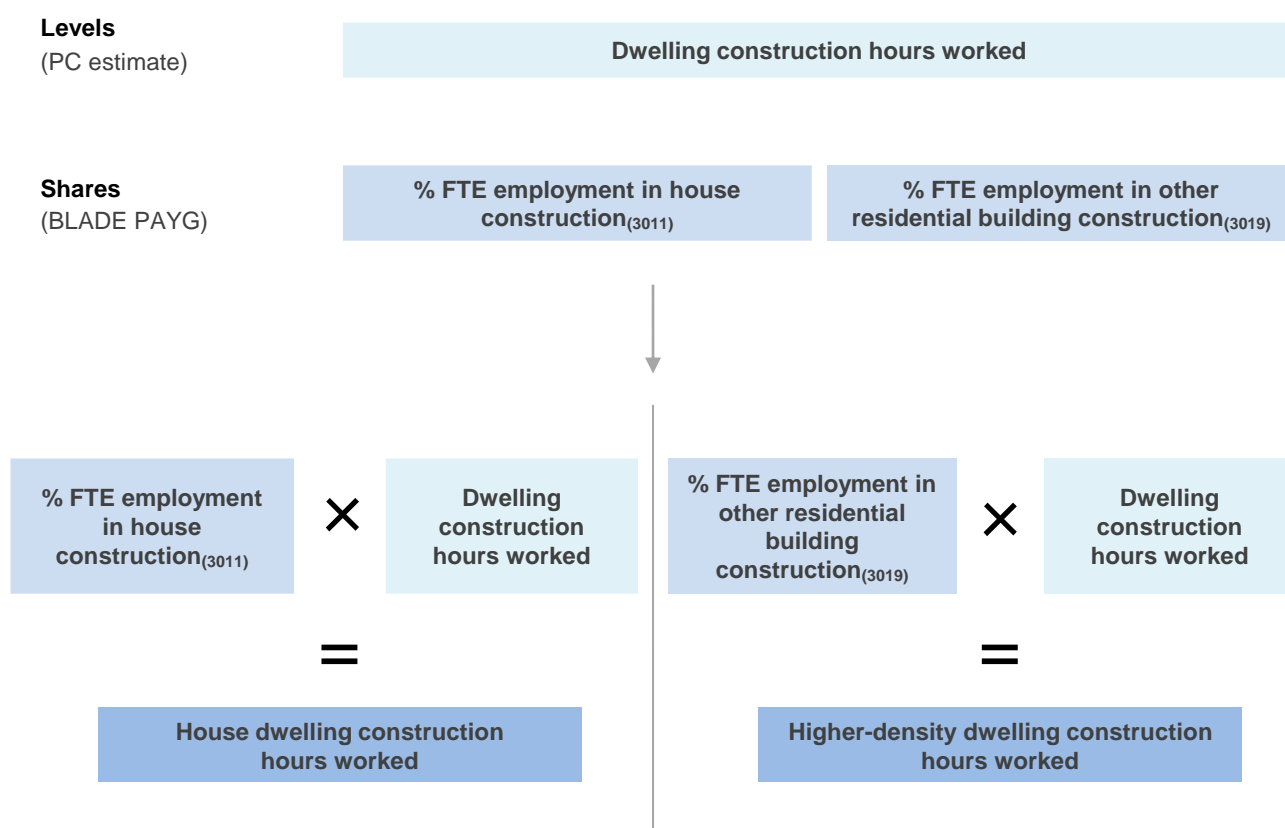 Levels
(PC estimate)
Dwelling construction hours worked
Shares
(BLADE PAYG)
% FTE employment in house
construction(3011)
% FTE employment in other
residential building construction(3019)
% FTE employment
in house
construction(3011)
×
Dwelling
construction
hours worked
=
House dwelling construction
hours worked
% FTE employment in
other residential
building
construction(3019)
×
Dwelling
construction
hours worked
=
Higher-density dwelling construction
hours worked